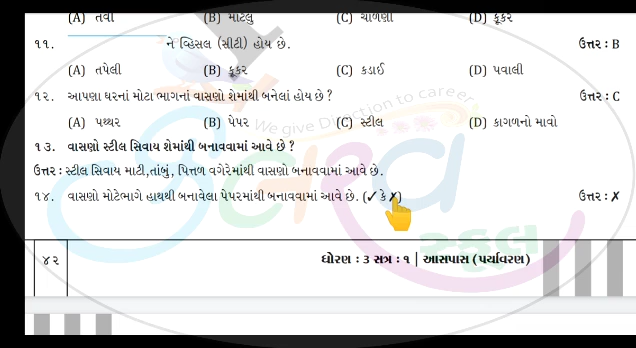 (A) તવી (B) માટલુ (C) ચાળણી (D) કૂકર
૧૧. ને વ્હિસલ (સીટી) હોય છે. ઉત્તર : B
(A) તપેલી (B) કૂકર (C) કડાઈ (D) પવાલી
૧૨. આપણા ઘરનાં મોટા ભાગનાં વાસણો શેમાંથી બનેલાં હોય છે ? ઉત્તર : C
(A) પથ્થર (B) પેપર (C) સ્ટીલ (D) કાગળનો માવો
We give Direction to career
૧૩. વાસણો સ્ટીલ સિવાય શેમાંથી બનાવવામાં આવે છે ?
ઉત્તર : સ્ટીલ સિવાય માટી,તાંબું, પિત્તળ વગેરેમાંથી વાસણો બનાવવામાં આવે છે.
૧૪. વાસણો મોટેભાગે હાથથી બનાવેલા પેપરમાંથી બનાવવામાં આવે છે. (✓ કે ✗) ઉત્તર : ✗
૪૨ ધોરણ : 3 સત્ર : ૧ | આસપાસ (પર્યાવરણ)